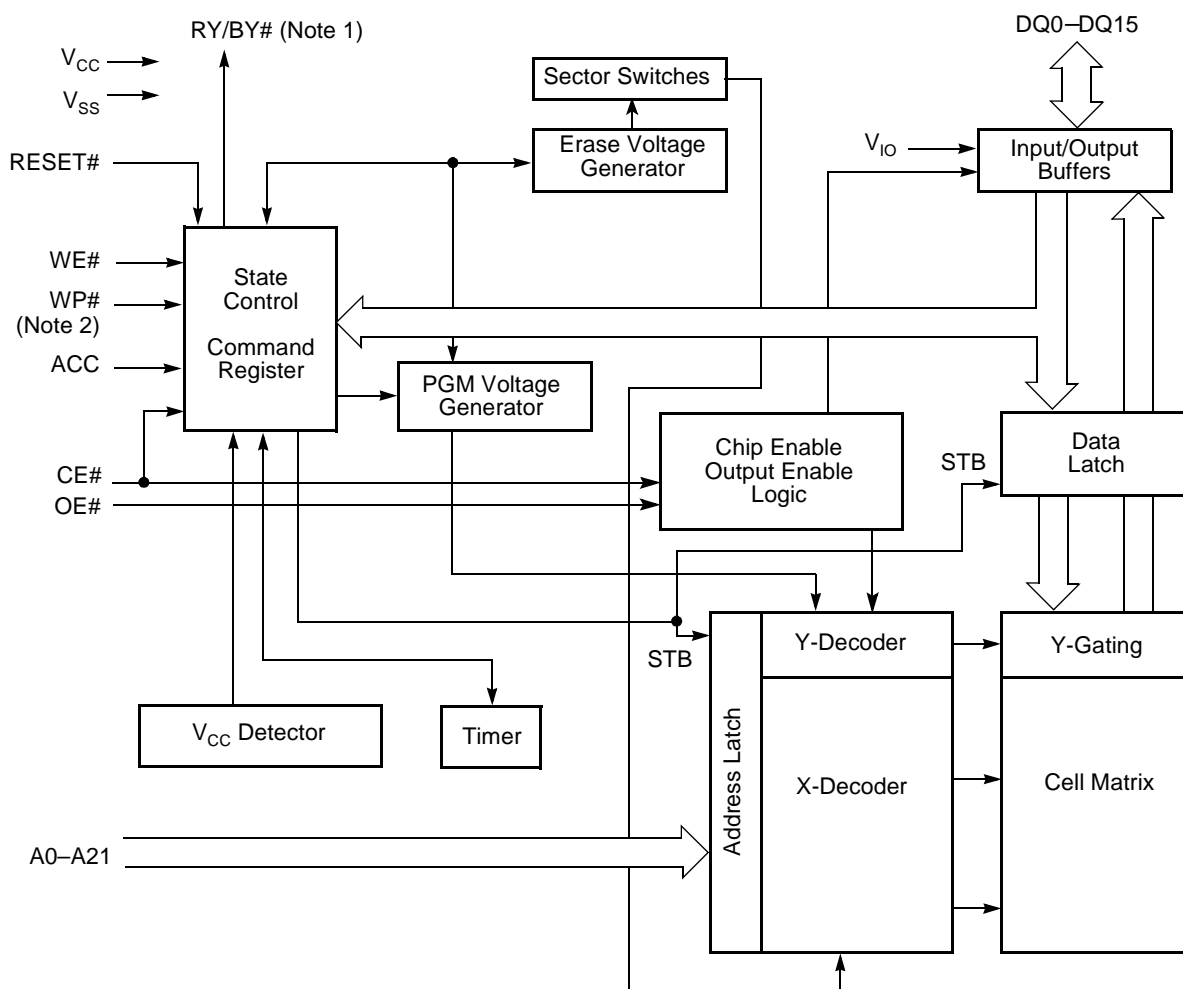 RY/BY# (Note 1)
DQ0–DQ15
VCC
VSS
Sector Switches
RESET#
Erase Voltage
Generator
VIO
Input/Output
Buffers
WE#
WP#
(Note 2)
ACC
CE#
OE#
State
Control
Command
Register
PGM Voltage
Generator
Chip Enable
Output Enable
Logic
STB
Data
Latch
STB
Y-Decoder
Y-Gating
VCC Detector
Timer
Address Latch
X-Decoder
Cell Matrix
A0–A21